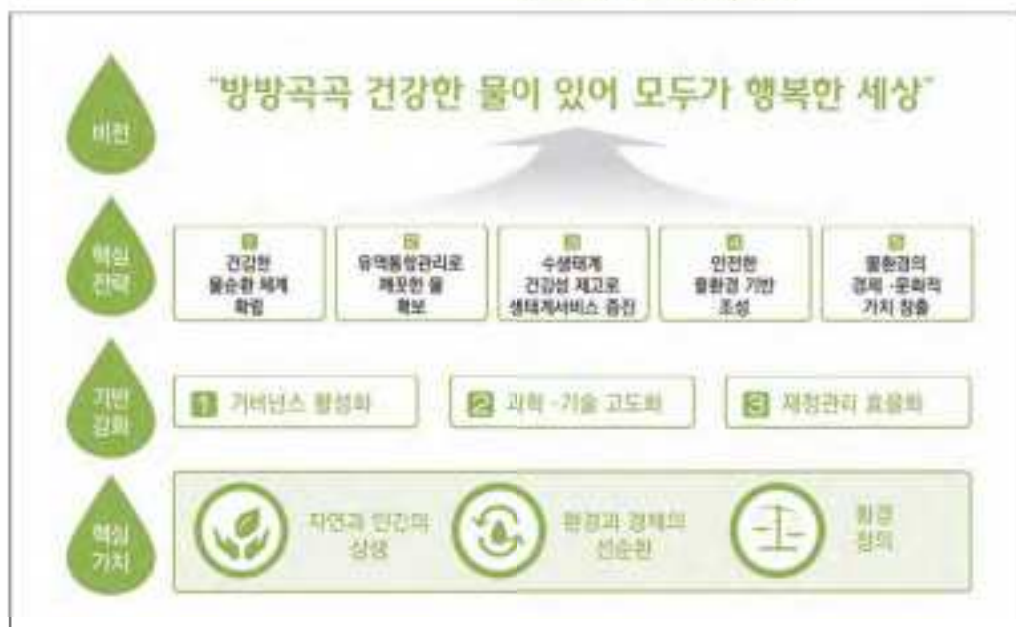 비전
"방방곡곡 건강한 물이 있어 모두가 행복한 세상"
핵심
전략
1
건강한
물순환 체계
확립
2
유역통합관리로
깨끗한 물
확보
3
수생태계
건강성 제고로
생태계서비스 증진
4
안전한
물환경 기반
조성
5
물환경의
경제·문화적
가치 창출
기반
강화
1 거버넌스 활성화
2 과학·기술 고도화
3 재정관리 효율화
핵심
가치
자연과 인간의
상생
환경과 경제의
선순환
환경
정의